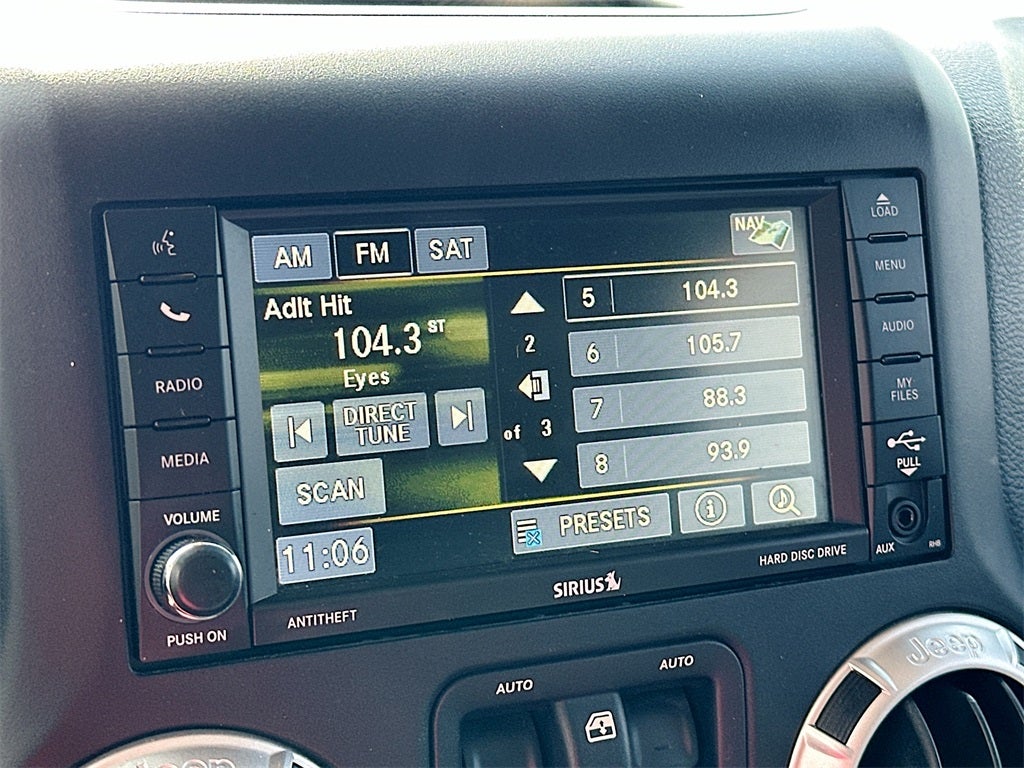 LOAD
AM FM SAT NAV
MENU
Adlt Hit
5 104.3
104.3 ST
2
6 105.7
AUDIO
Eyes
RADIO
DIRECT
TUNE
7 88.3
MY
FILES
of 3
MEDIA
SCAN
8 93.9
PULL
VOLUME
PRESETS
i
11:06
AUX RHB
HARD DISC DRIVE
SIRIUS
ANTITHEFT
PUSH ON
AUTO AUTO
Jeep
Jeep